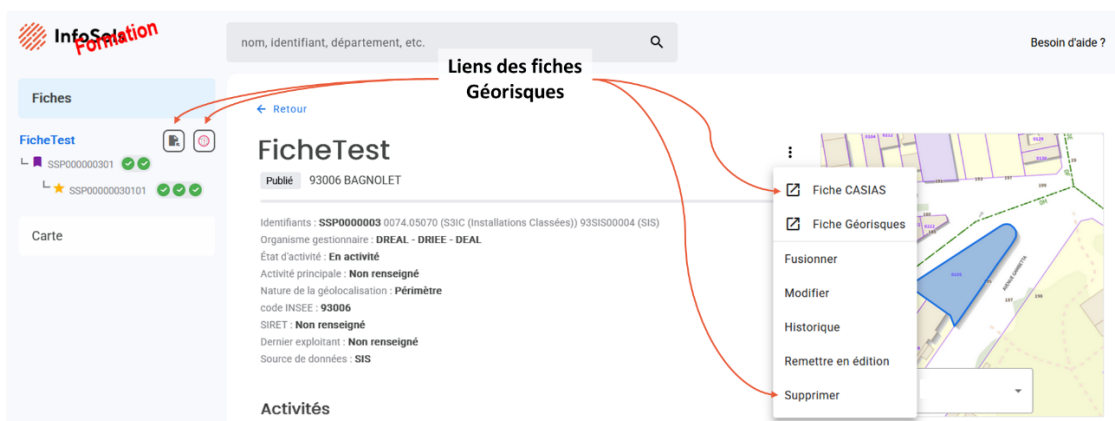 InfoSols
Formation
nom, identifiant, département, etc.
Besoin d'aide ?
Liens des fiches
Géorisques
Fiches
← Retour
FicheTest
SSP000000301
SSP00000030101
Carte
FicheTest
Publié 93006 BAGNOLET
Identifiants : SSP0000003 0074.05070 (S3IC (Installations Classées)) 93SIS00004 (SIS)
Organisme gestionnaire : DREAL - DRIEE - DEAL
État d'activité : En activité
Activité principale : Non renseigné
Nature de la géolocalisation : Périmètre
code INSEE : 93006
SIRET : Non renseigné
Dernier exploitant : Non renseigné
Source de données : SIS
Activités
Fiche CASIAS
Fiche Géorisques
Fusionner
Modifier
Historique
Remettre en édition
Supprimer
AVENUE GAMBETTA